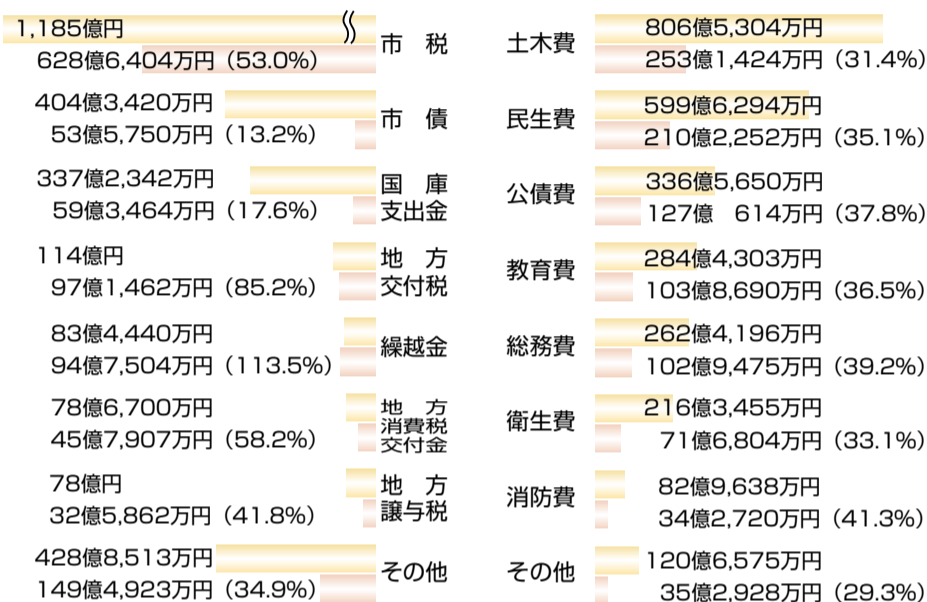 1,185億円
628億6,404万円（53.0%）
市　税
404億3,420万円
53億5,750万円（13.2%）
市　債
337億2,342万円
59億3,464万円（17.6%）
国　庫
支出金
114億円
97億1,462万円（85.2%）
地　方
交付税
83億4,440万円
94億7,504万円（113.5%）
繰越金
78億6,700万円
45億7,907万円（58.2%）
地　方
消費税
交付金
78億円
32億5,862万円（41.8%）
地　方
譲与税
428億8,513万円
149億4,923万円（34.9%）
その他
土木費
806億5,304万円
253億1,424万円（31.4%）
民生費
599億6,294万円
210億2,252万円（35.1%）
公債費
336億5,650万円
127億　614万円（37.8%）
教育費
284億4,303万円
103億8,690万円（36.5%）
総務費
262億4,196万円
102億9,475万円（39.2%）
衛生費
216億3,455万円
71億6,804万円（33.1%）
消防費
82億9,638万円
34億2,720万円（41.3%）
その他
120億6,575万円
35億2,928万円（29.3%）